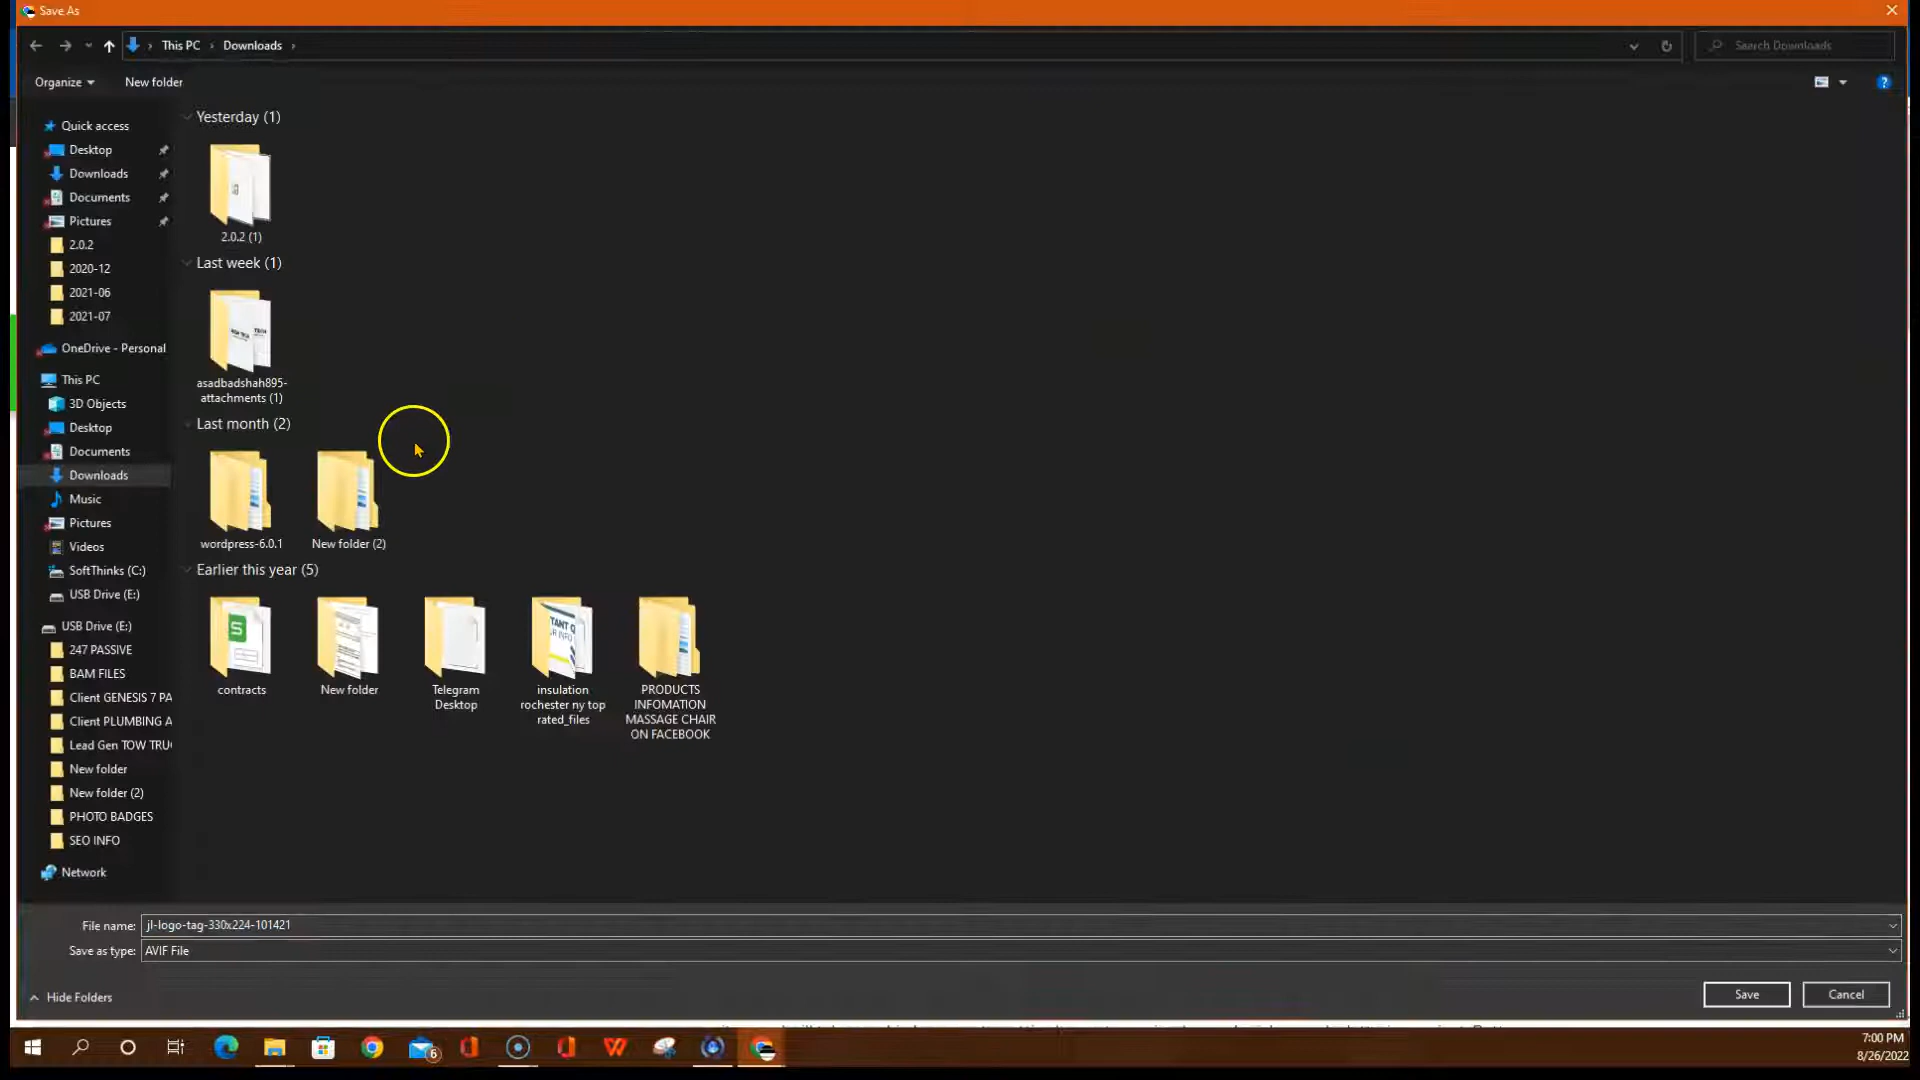 Save As
This PC
Downloads
Search Downloads
Organize
New folder
?
Quick access
Desktop
Downloads
Documents
Pictures
2.0.2
2020-12
2021-06
2021-07
OneDrive - Personal
This PC
3D Objects
Desktop
Documents
Downloads
Music
Pictures
Videos
SoftThinks (C:)
USB Drive (E:)
USB Drive (E:)
247 PASSIVE
BAM FILES
Client GENESIS 7 PA
Client PLUMBING A
Lead Gen TOW TRU
New folder
New folder (2)
PHOTO BADGES
SEO INFO
Network
Yesterday (1)
2.0.2 (1)
Last week (1)
asadbadshah895-
attachments (1)
Last month (2)
wordpress-6.0.1
New folder (2)
Earlier this year (5)
contracts
New folder
Telegram
Desktop
insulation
rochester ny top
rated_files
PRODUCTS
INFOMATION
MASSAGE CHAIR
ON FACEBOOK
File name: jl-logo-tag-330x224-101421
Save as type: AVIF File
Hide Folders
Save
Cancel
6
7:00 PM
8/26/2022